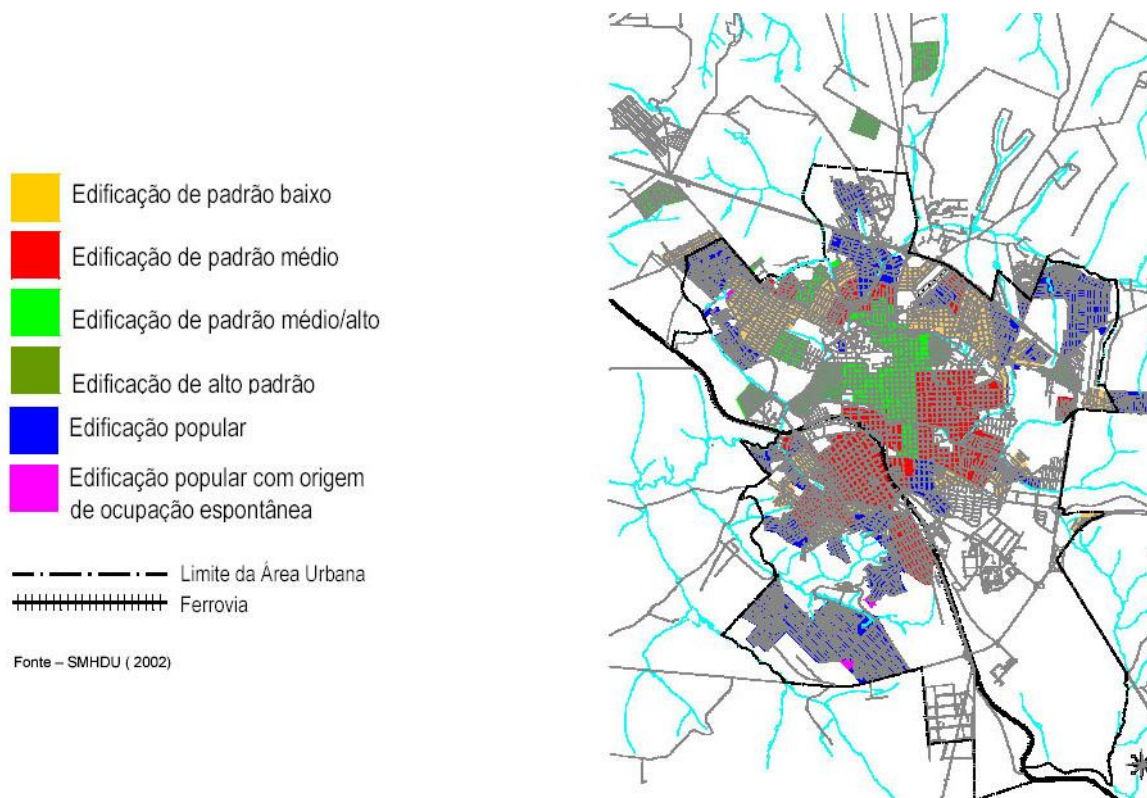 Edificação de padrão baixo
Edificação de padrão médio
Edificação de padrão médio/alto
Edificação de alto padrão
Edificação popular
Edificação popular com origem
de ocupação espontânea
Limite da Área Urbana
Ferrovia
Fonte – SMHDU ( 2002)